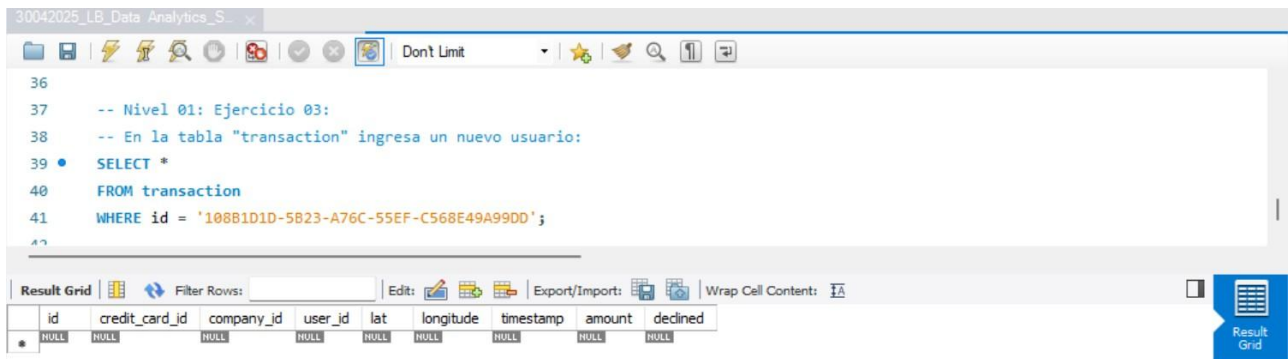 30042025_LB_Data Analytics_S...
Don't Limit
36
37 -- Nivel 01: Ejercicio 03:
38 -- En la tabla "transaction" ingresa un nuevo usuario:
39 SELECT *
40 FROM transaction
41 WHERE id = '108B1D1D-5B23-A76C-55EF-C568E49A99DD';
42
Result Grid Filter Rows: Edit: Export/Import: Wrap Cell Content: IA
id credit_card_id company_id user_id lat longitude timestamp amount declined
* NULL NULL NULL NULL NULL NULL NULL NULL NULL
Result
Grid